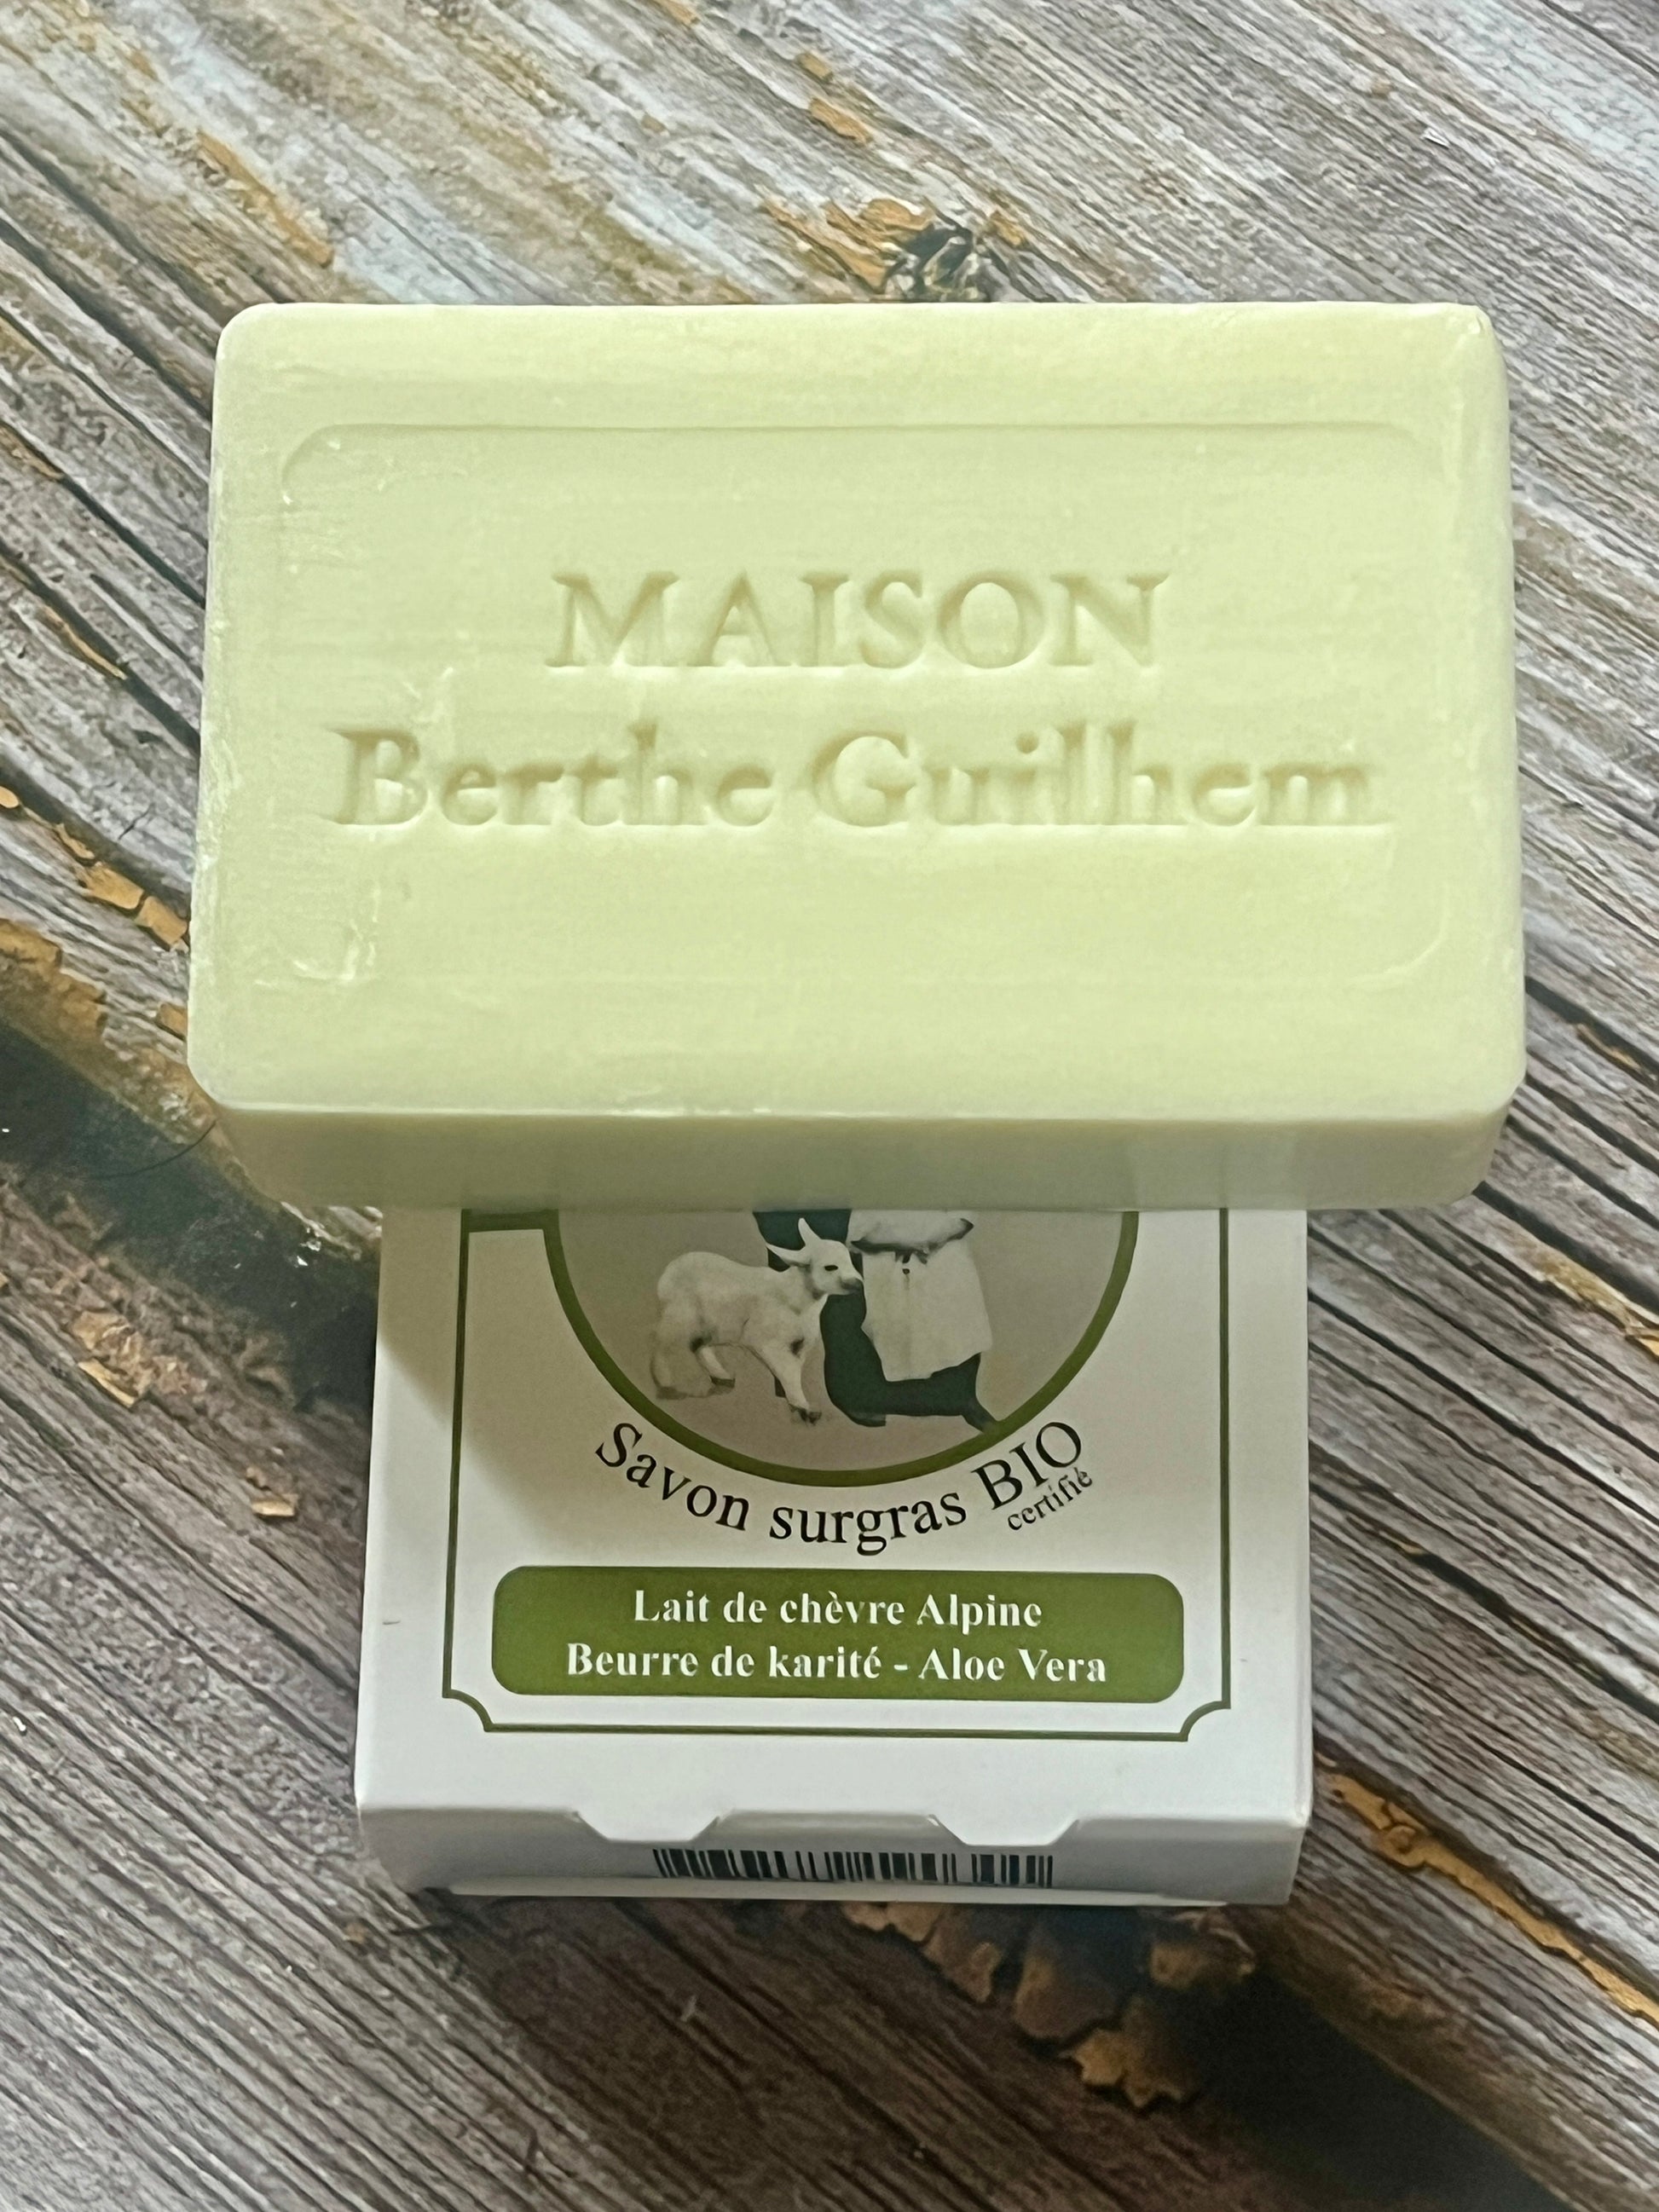 MAISON
Berthe Guilhem
Savon surgras BIO
certifié
Lait de chèvre Alpine
Beurre de karité - Aloe Vera